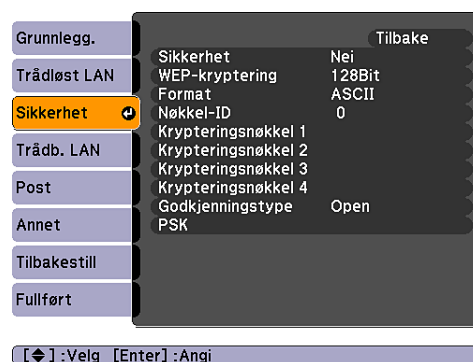 Grunnlegg.
Trådløst LAN
Sikkerhet
Trådb. LAN
Post
Annet
Tilbakestill
Fullført
Tilbake
Sikkerhet Nei
WEP-kryptering 128Bit
Format ASCII
Nøkkel-ID 0
Krypteringsnøkkel 1
Krypteringsnøkkel 2
Krypteringsnøkkel 3
Krypteringsnøkkel 4
Godkjenningstype Open
PSK
[◆] :Velg [Enter] :Angi